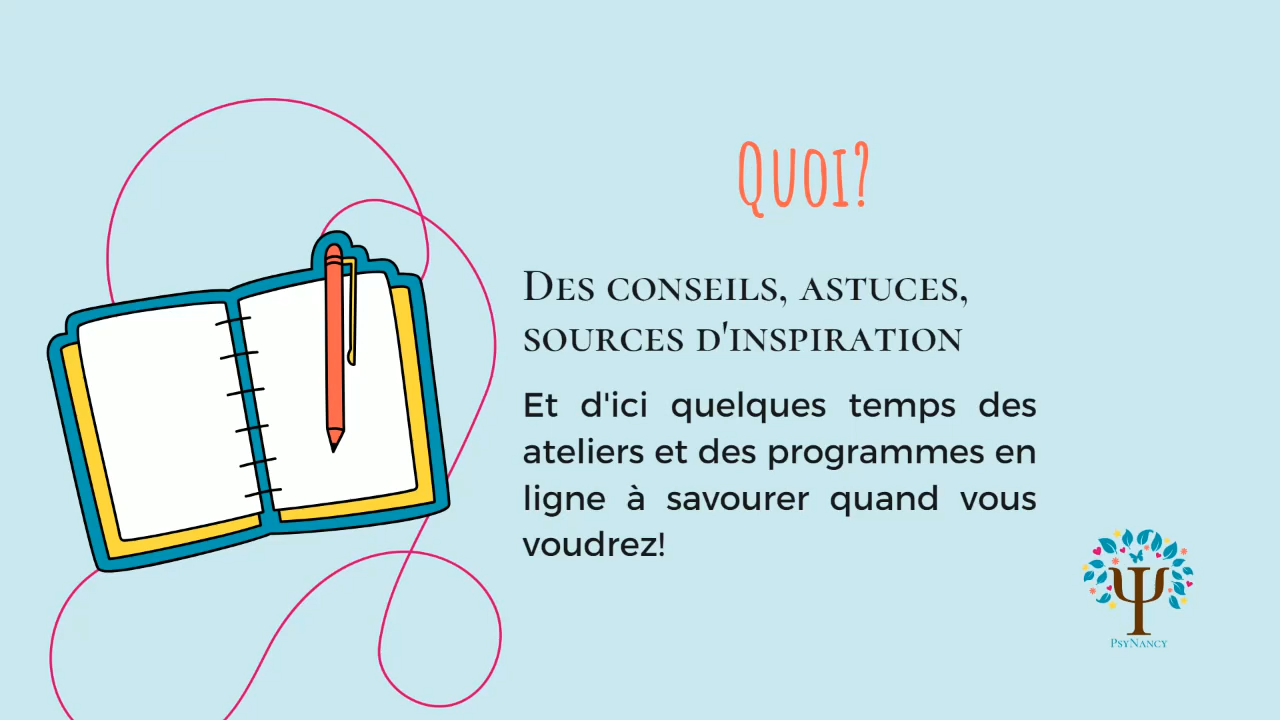 Quoi?
Des conseils, astuces,
sources d'inspiration
Et d'ici quelques temps des
ateliers et des programmes en
ligne à savourer quand vous
voudrez!
PsyNancy